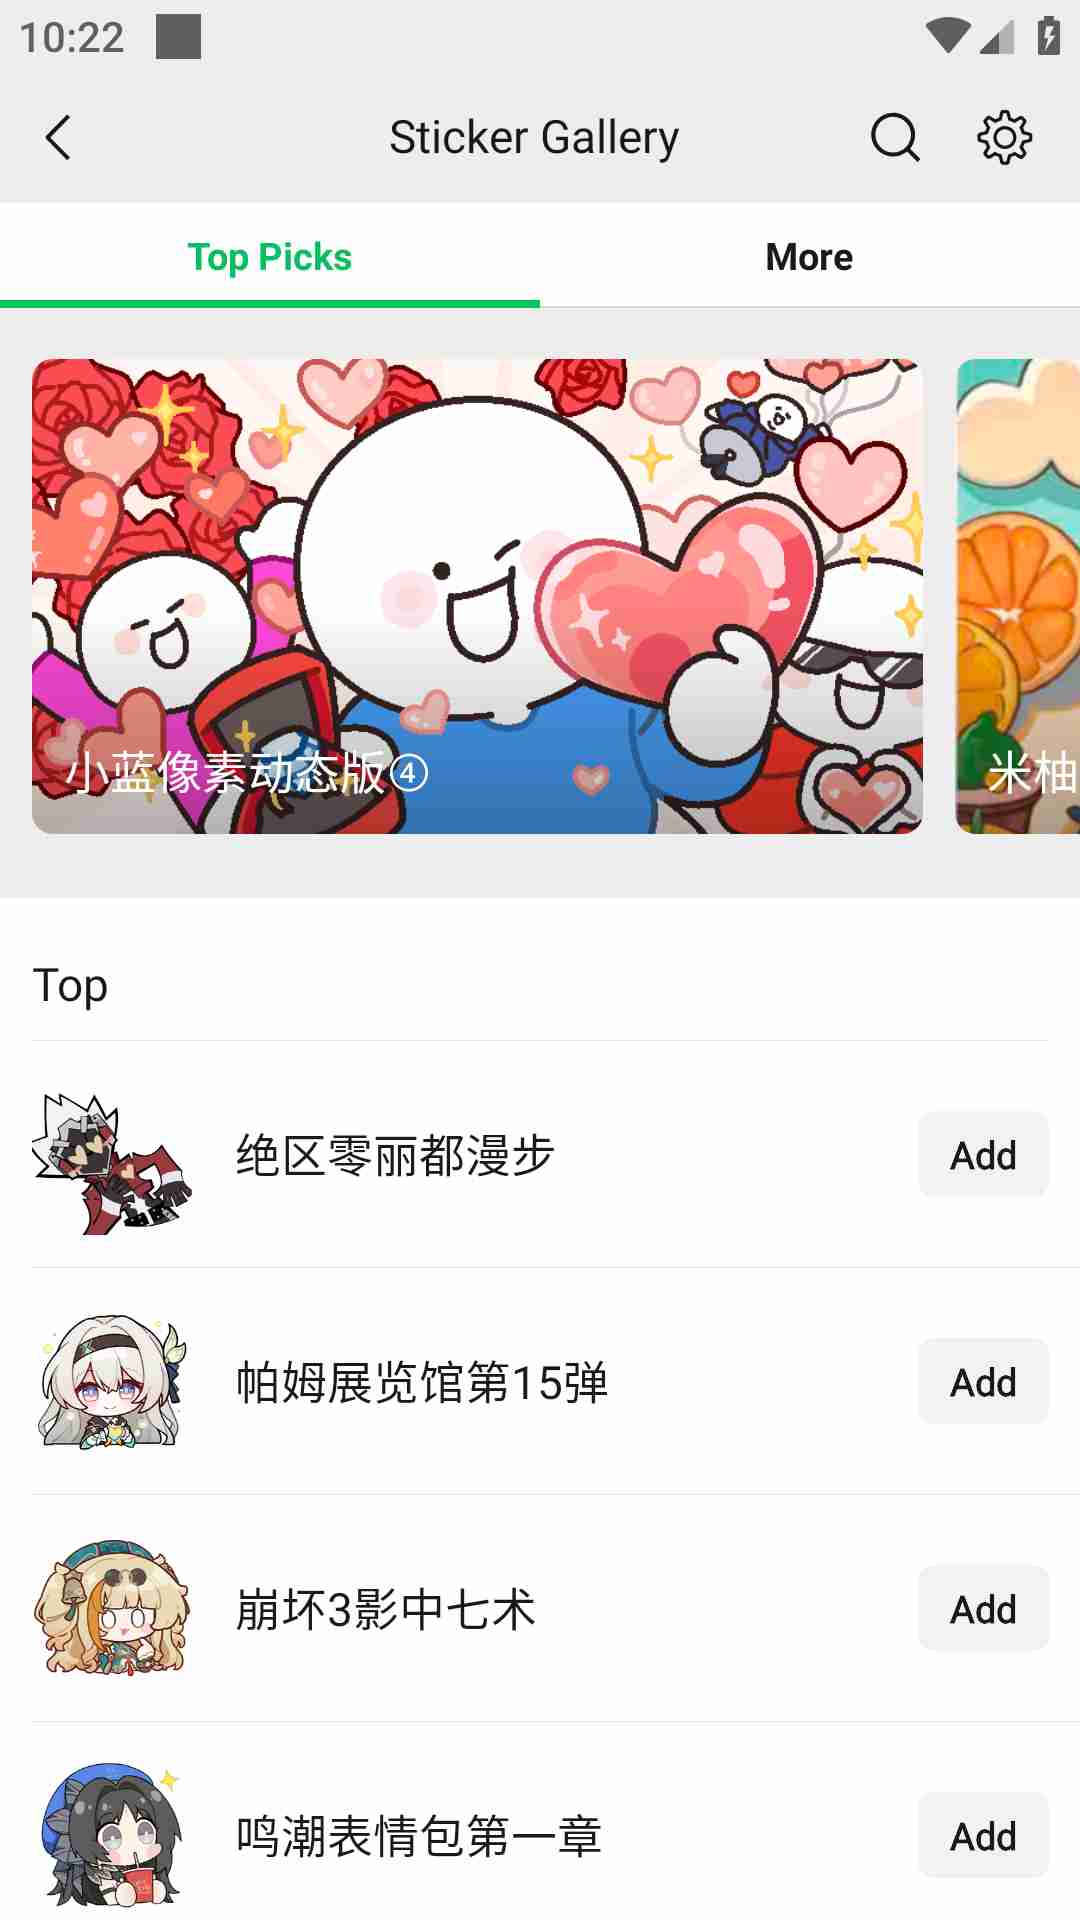 10:22
Sticker Gallery
Top Picks
More
小蓝像素动态版④
米柚
Top
绝区零丽都漫步
Add
帕姆展览馆第15弹
Add
崩坏3影中七术
Add
鸣潮表情包第一章
Add